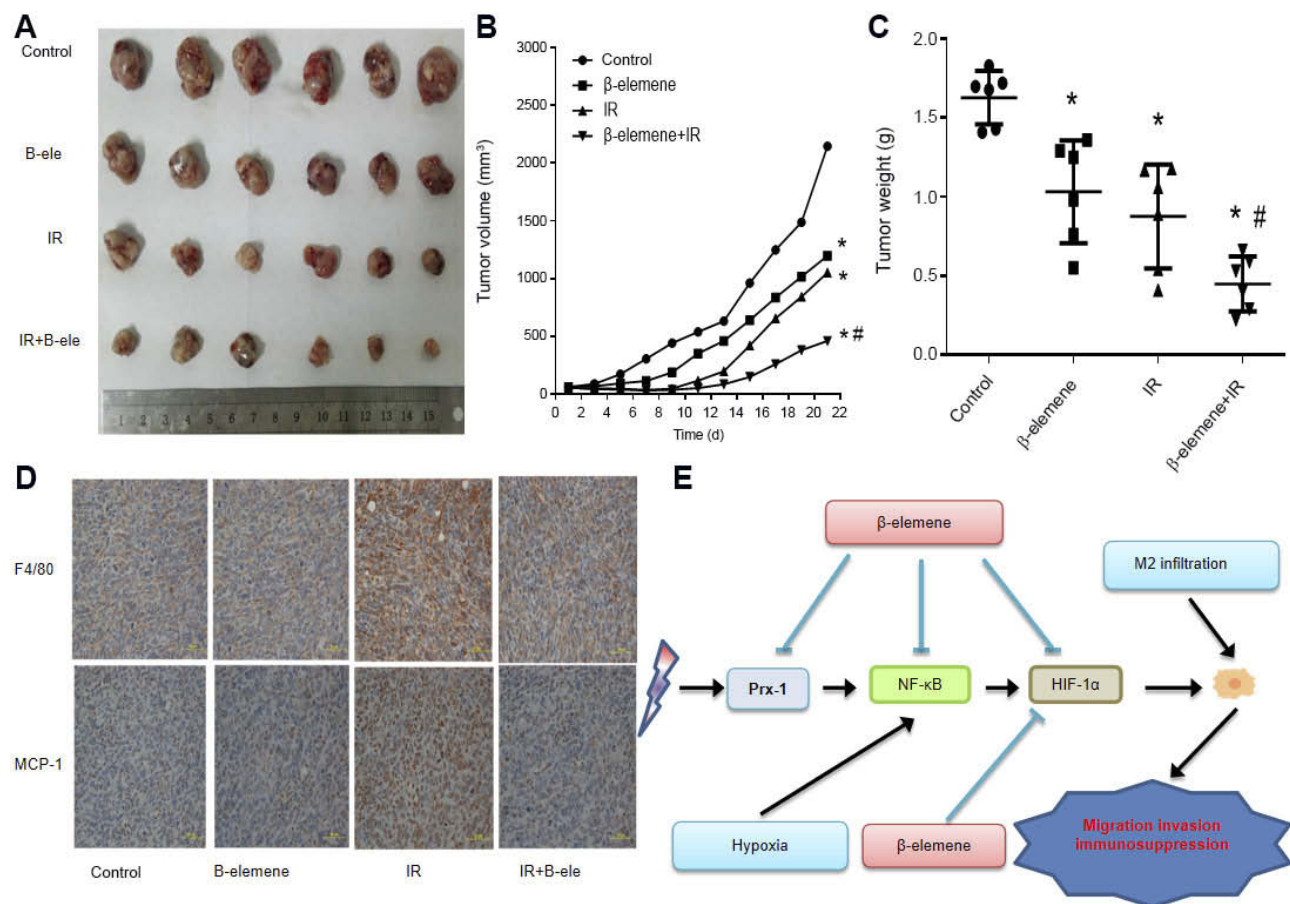 A
Control
B-ele
IR
IR+B-ele
1 2 3 4 5 6 7 8 9 10 11 12 13 14 15
B
3000
2500
2000
1500
1000
500
0
Tumor volume (mm³)
Control
β-elemene
IR
β-elemene+IR
*
*
* #
0 2 4 6 8 10 12 14 16 18 20 22
Time (d)
C
2.0
1.5
1.0
0.5
0.0
Tumor weight (g)
*
*
* #
Control
β-elemene
IR
β-elemene+IR
D
F4/80
MCP-1
Control
B-elemene
IR
IR+B-ele
E
β-elemene
M2 infiltration
Prx-1
NF-κB
HIF-1α
Hypoxia
β-elemene
Migration invasion
immunosuppression